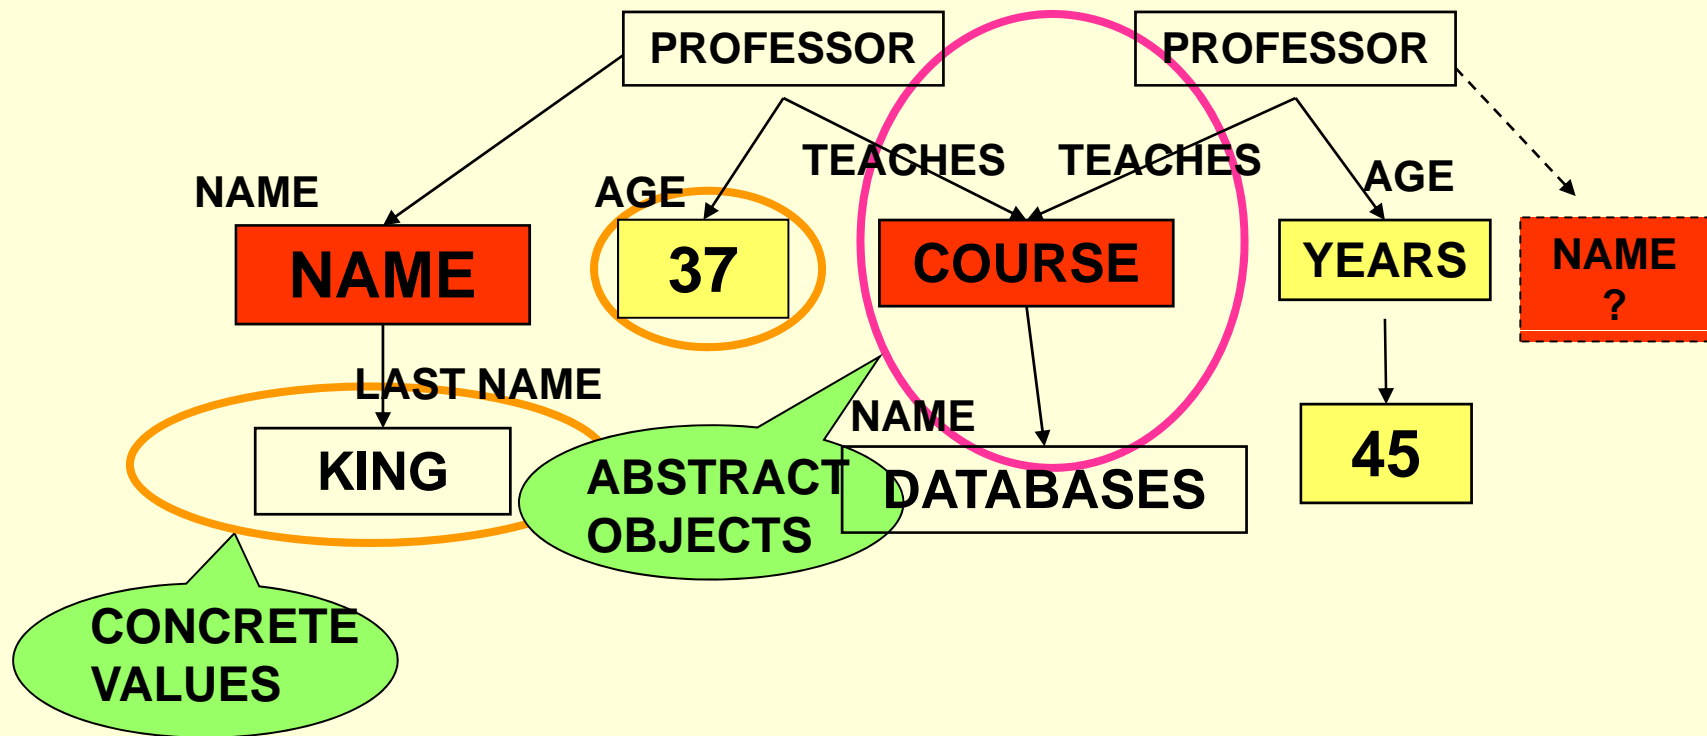 PROFESSOR
PROFESSOR
TEACHES
TEACHES
NAME
AGE
AGE
NAME
37
COURSE
YEARS
NAME
?
LAST NAME
NAME
KING
ABSTRACT
OBJECTS
DATABASES
45
CONCRETE
VALUES